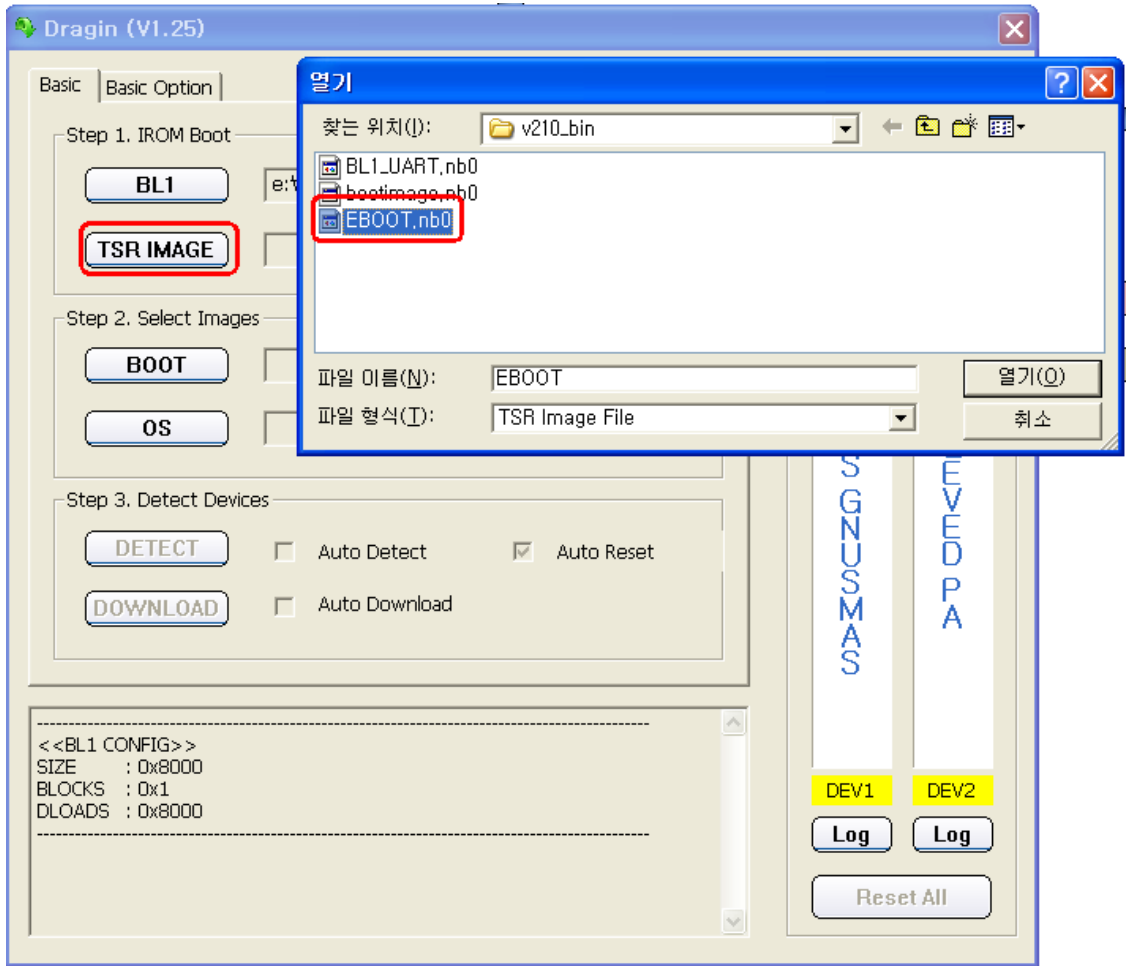 Dragin (V1.25)
Basic
Basic Option
Step 1. IROM Boot
BL1
e:\
TSR IMAGE
Step 2. Select Images
BOOT
OS
Step 3. Detect Devices
DETECT
Auto Detect
Auto Reset
DOWNLOAD
Auto Download
<<BL1 CONFIG>>
SIZE : 0x8000
BLOCKS : 0x1
DLOADS : 0x8000
열기
찾는 위치(I):
v210_bin
BL1_UART.nb0
bootimage.nb0
EBOOT.nb0
파일 이름(N):
EBOOT
열기(O)
파일 형식(T):
TSR Image File
취소
S GNUSMAS
EVED PA
DEV1
DEV2
Log
Log
Reset All